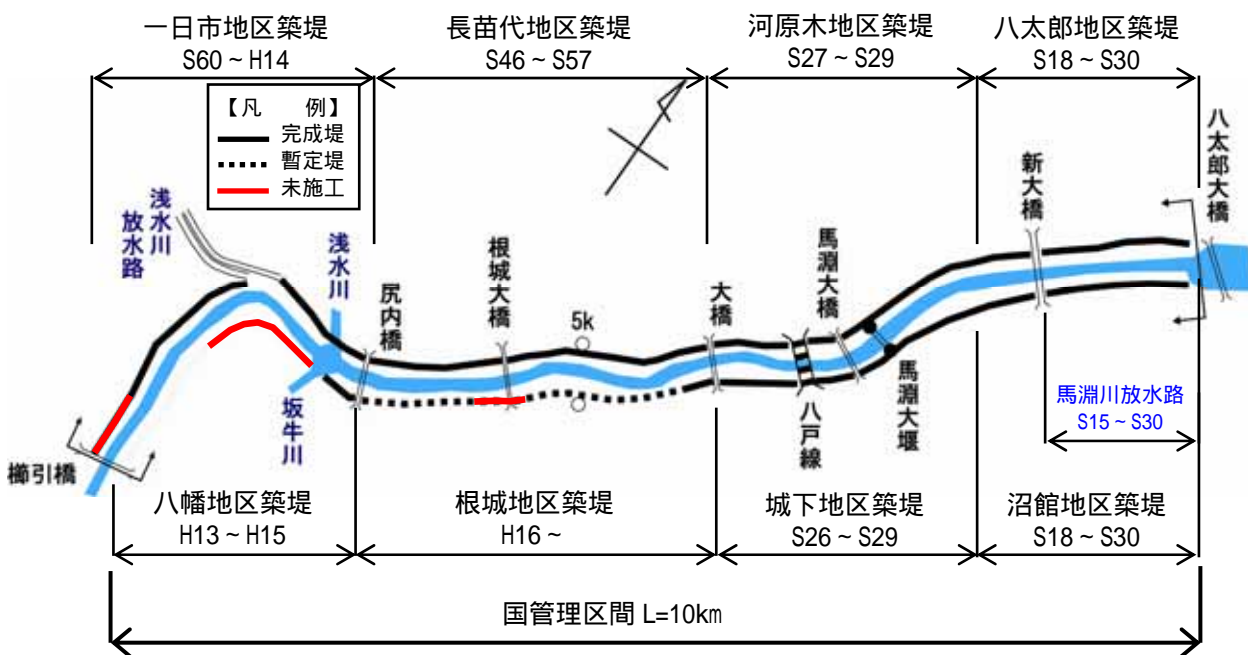 一日市地区築堤
S60～H14
長苗代地区築堤
S46～S57
河原木地区築堤
S27～S29
八太郎地区築堤
S18～S30
【凡　例】
完成堤
暫定堤
未施工
浅水川
放水路
浅水川
尻内橋
根城大橋
5k
大橋
馬淵大橋
新大橋
八太郎大橋
櫛引橋
坂牛川
八戸線
馬淵大堰
馬淵川放水路
S15～S30
八幡地区築堤
H13～H15
根城地区築堤
H16～
城下地区築堤
S26～S29
沼館地区築堤
S18～S30
国管理区間 L=10㎞